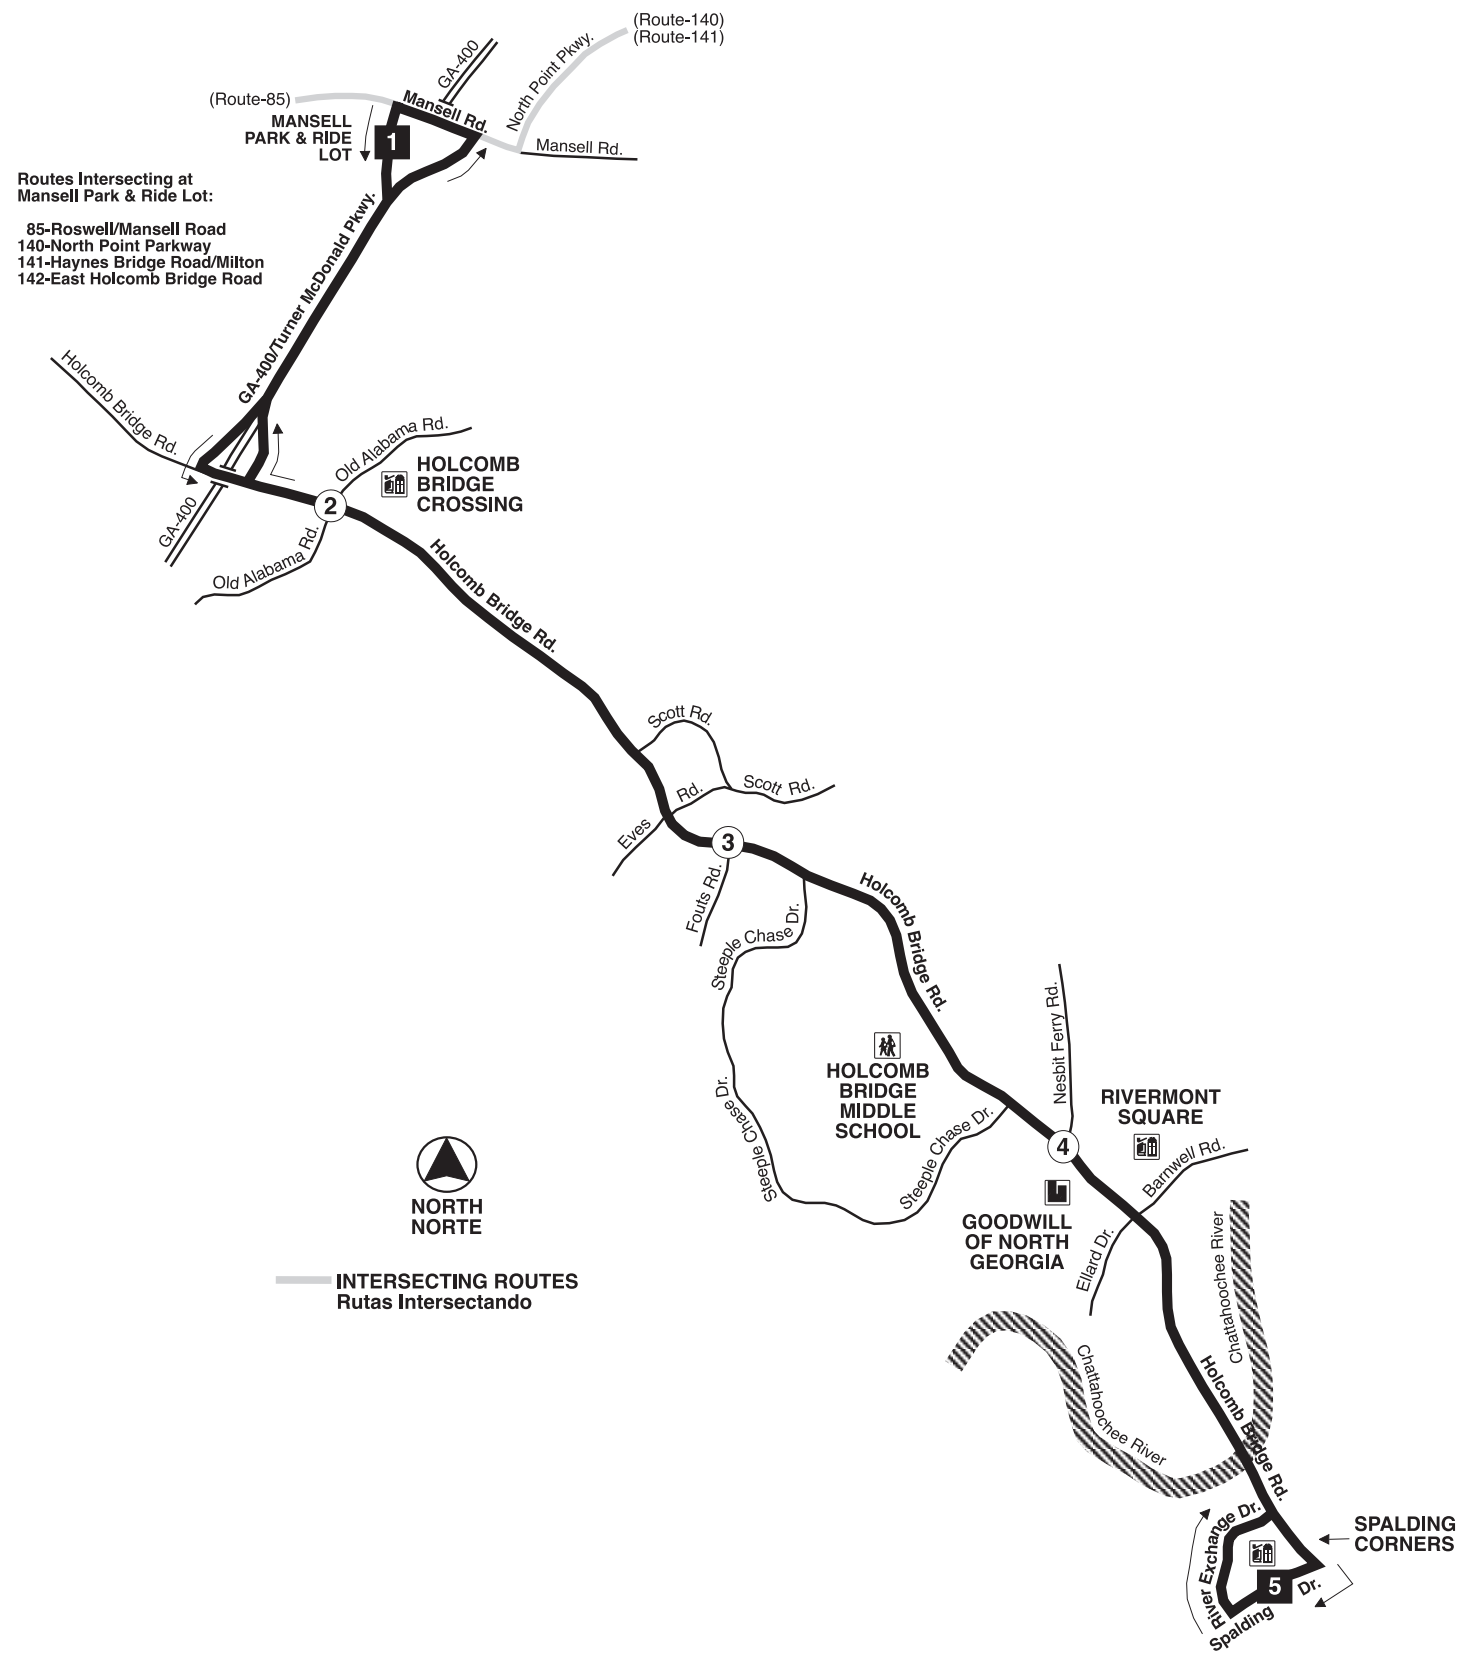 (Route-140)
(Route-141)
GA-400
North Point Pkwy.
(Route-85)
Mansell Rd.
MANSELL
PARK & RIDE
LOT
1
Mansell Rd.
Routes Intersecting at
Mansell Park & Ride Lot:
85-Roswell/Mansell Road
140-North Point Parkway
141-Haynes Bridge Road/Milton
142-East Holcomb Bridge Road
GA-400/Turner McDonald Pkwy.
Holcomb Bridge Rd.
Old Alabama Rd.
HOLCOMB
BRIDGE
CROSSING
2
GA-400
Old Alabama Rd.
Holcomb Bridge Rd.
Scott Rd.
Scott Rd.
Eves Rd.
3
Fouts Rd.
Holcomb Bridge Rd.
Steeple Chase Dr.
Nesbit Ferry Rd.
HOLCOMB
BRIDGE
MIDDLE
SCHOOL
Steeple Chase Dr.
Steeple Chase Dr.
RIVERMONT
SQUARE
4
Barnwell Rd.
GOODWILL
OF NORTH
GEORGIA
Ellard Dr.
NORTH
NORTE
INTERSECTING ROUTES
Rutas Intersectando
Chattahoochee River
Chattahoochee River
Holcomb Bridge Rd.
River Exchange Dr.
SPALDING
CORNERS
5
Spalding Dr.